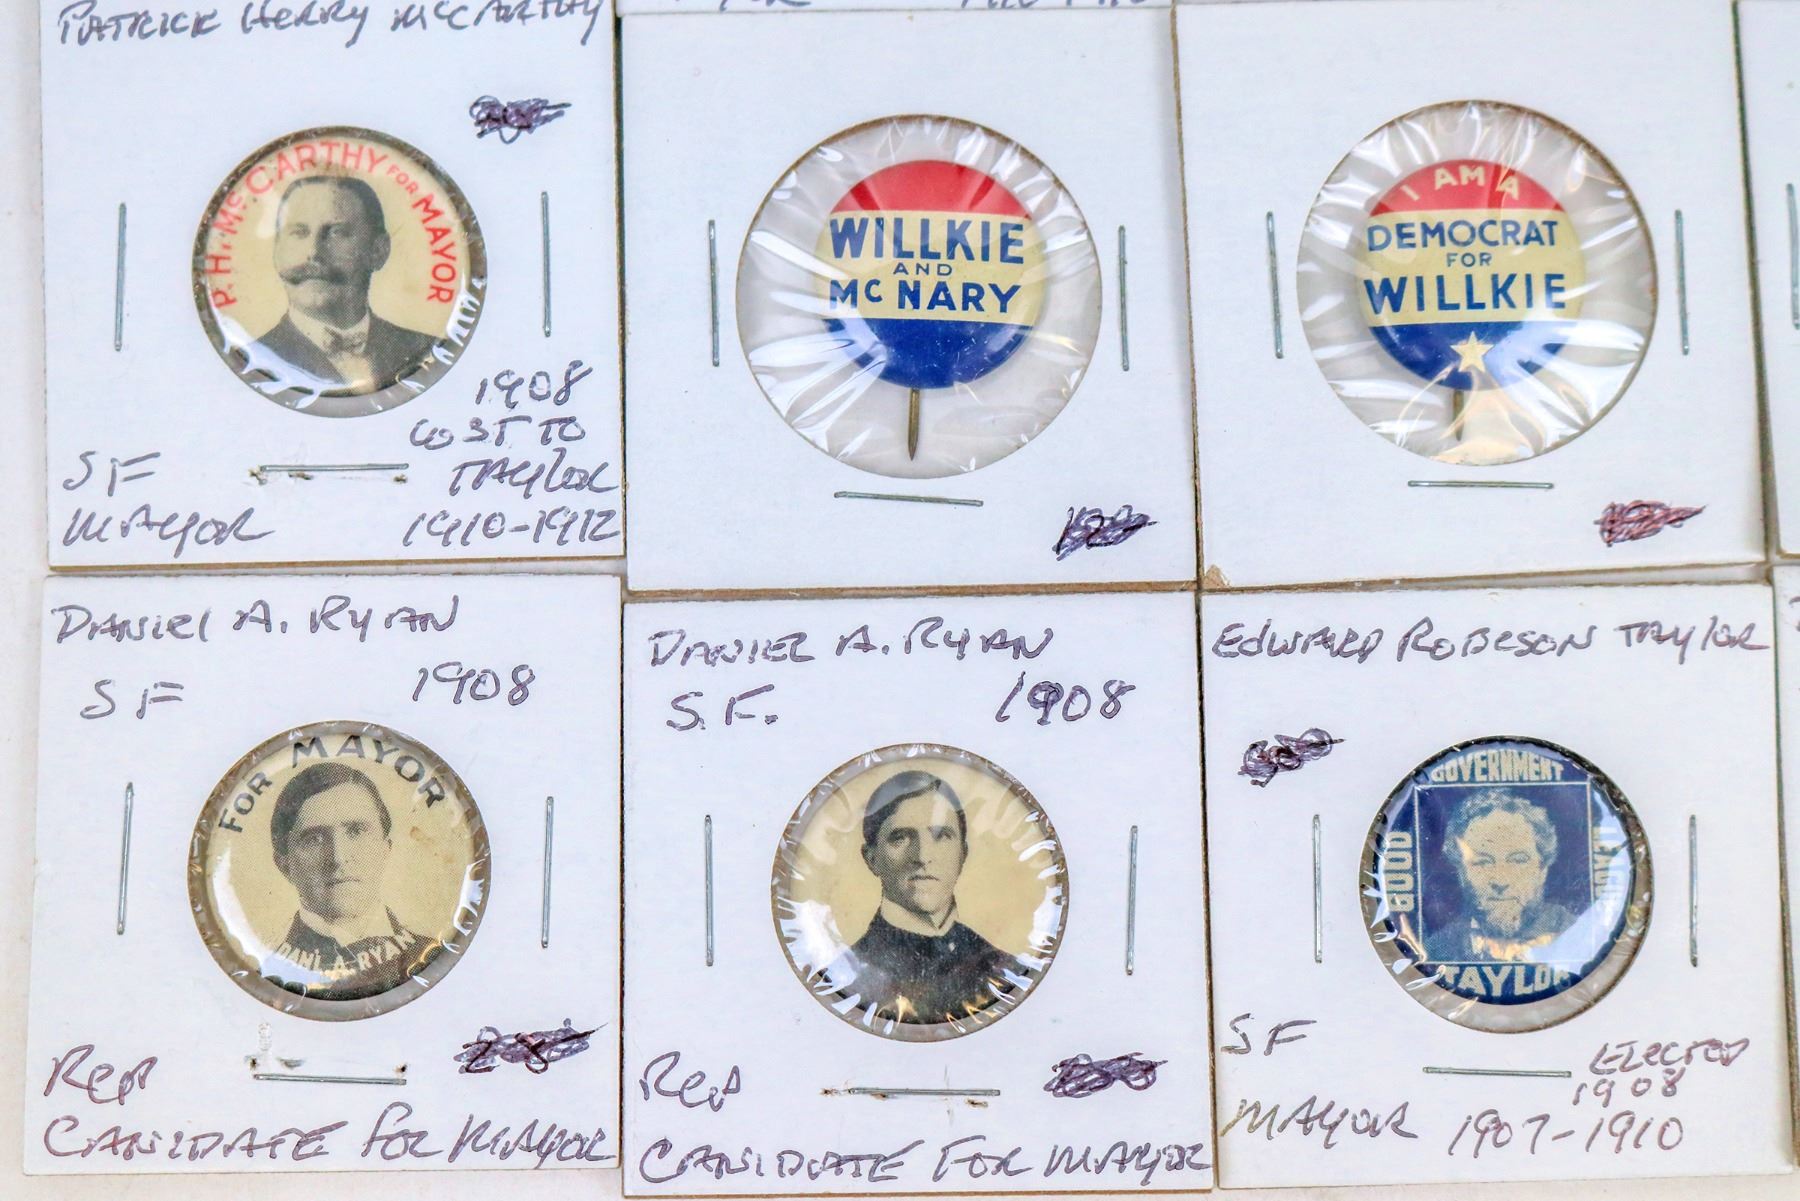 PATRICK HENRY McCARTHY
P. H. McCARTHY FOR MAYOR
1908
LOST TO
TAYLOR
SF
MAYOR 1910-1912
WILLKIE
AND
McNARY
I AM A
DEMOCRAT
FOR
WILLKIE
DANIEL A. RYAN
SF 1908
FOR MAYOR
DAN'L A. RYAN
Rep
CANDIDATE FOR MAYOR
DANIEL A. RYAN
S.F. 1908
Rep
CANDIDATE FOR MAYOR
EDWARD ROBESON TAYLOR
GOVERNMENT
GOOD
LEAGUE
TAYLOR
SF
ELECTED
1908
MAYOR 1907-1910